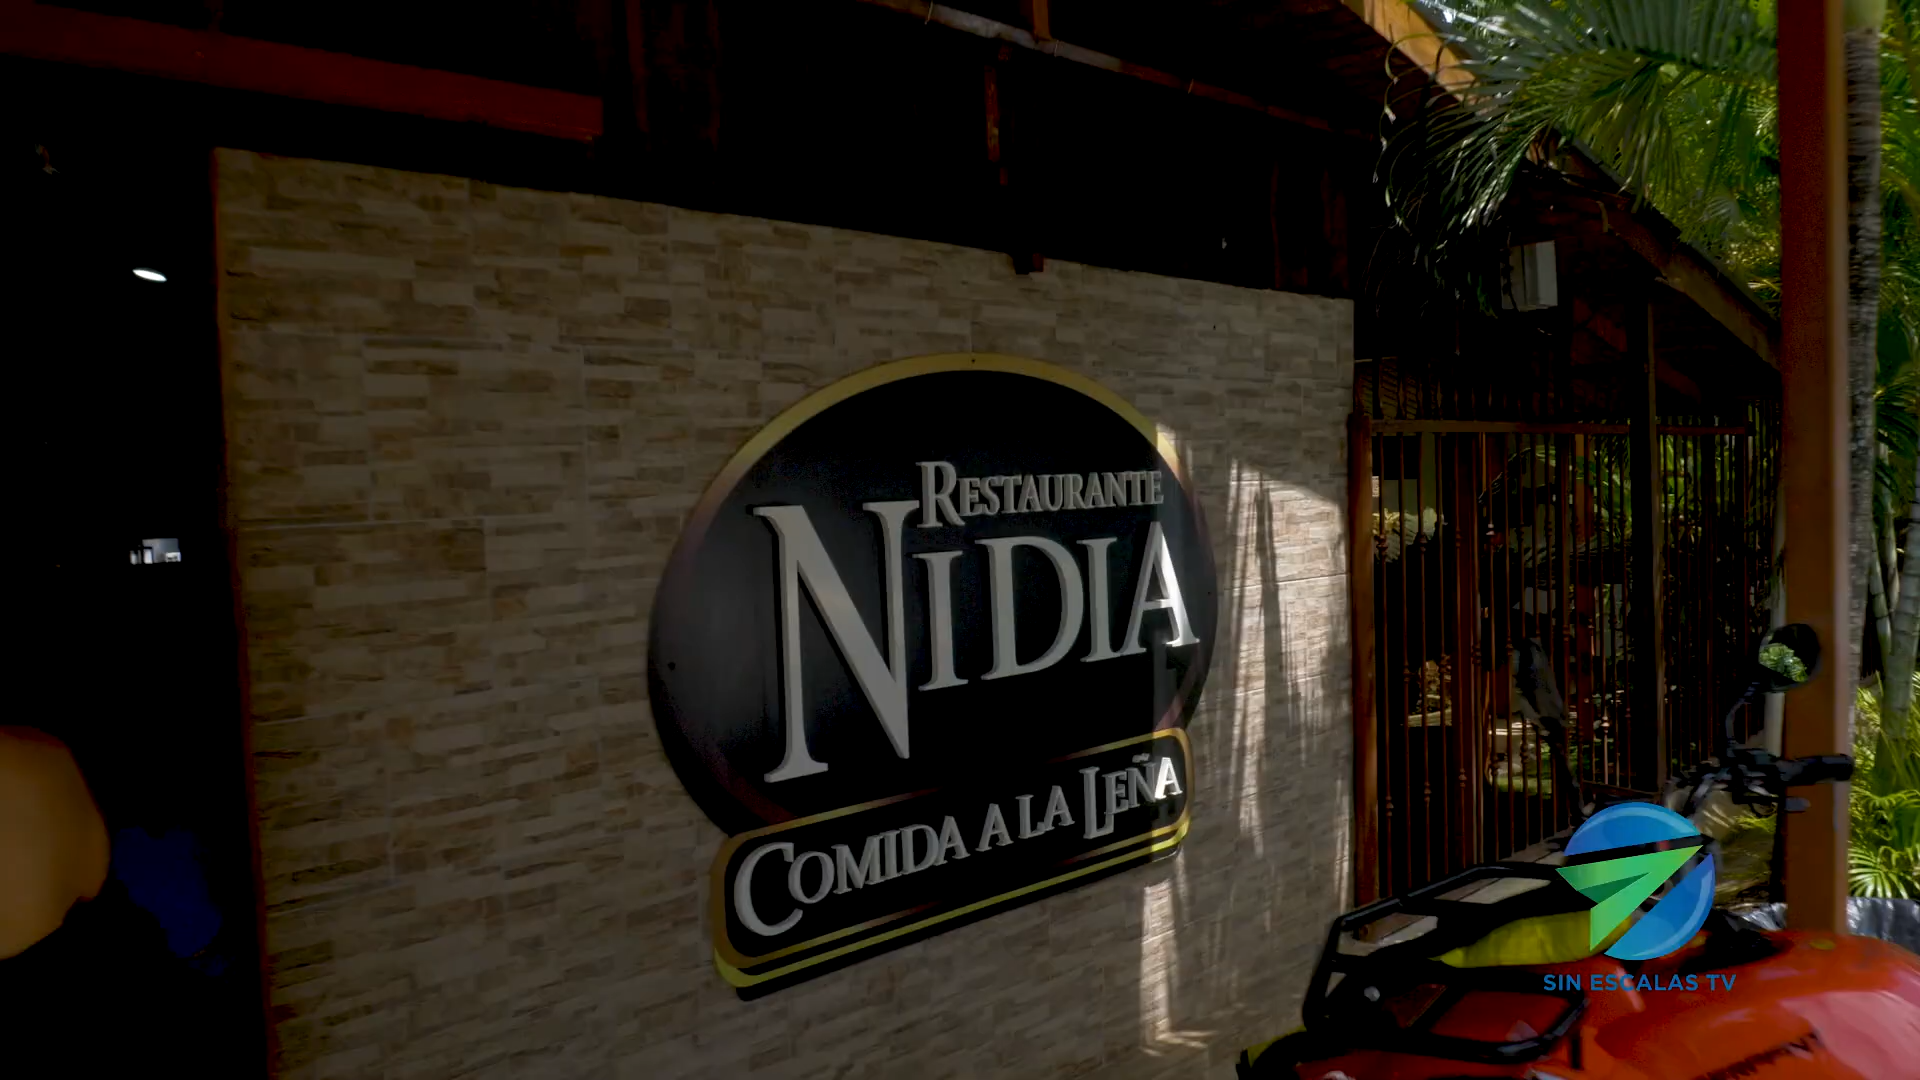 RESTAURANTE
NIDIA
COMIDA A LA LEÑA
SIN ESCALAS TV